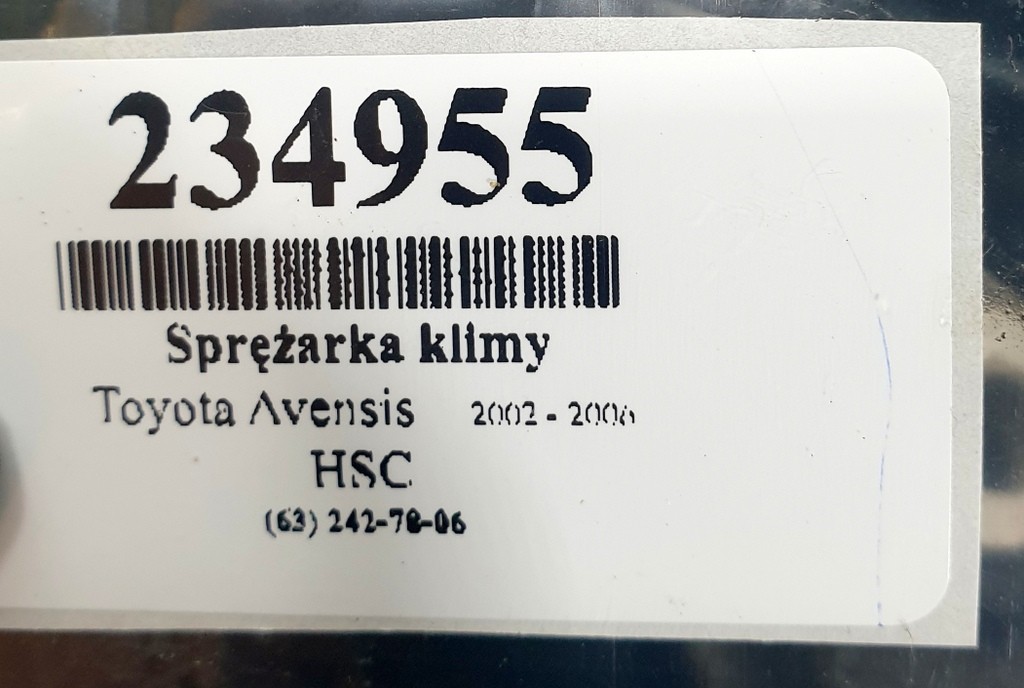 234955
Sprężarka klimy
Toyota Avensis 2002 - 2006
HSC
(63) 242-78-06